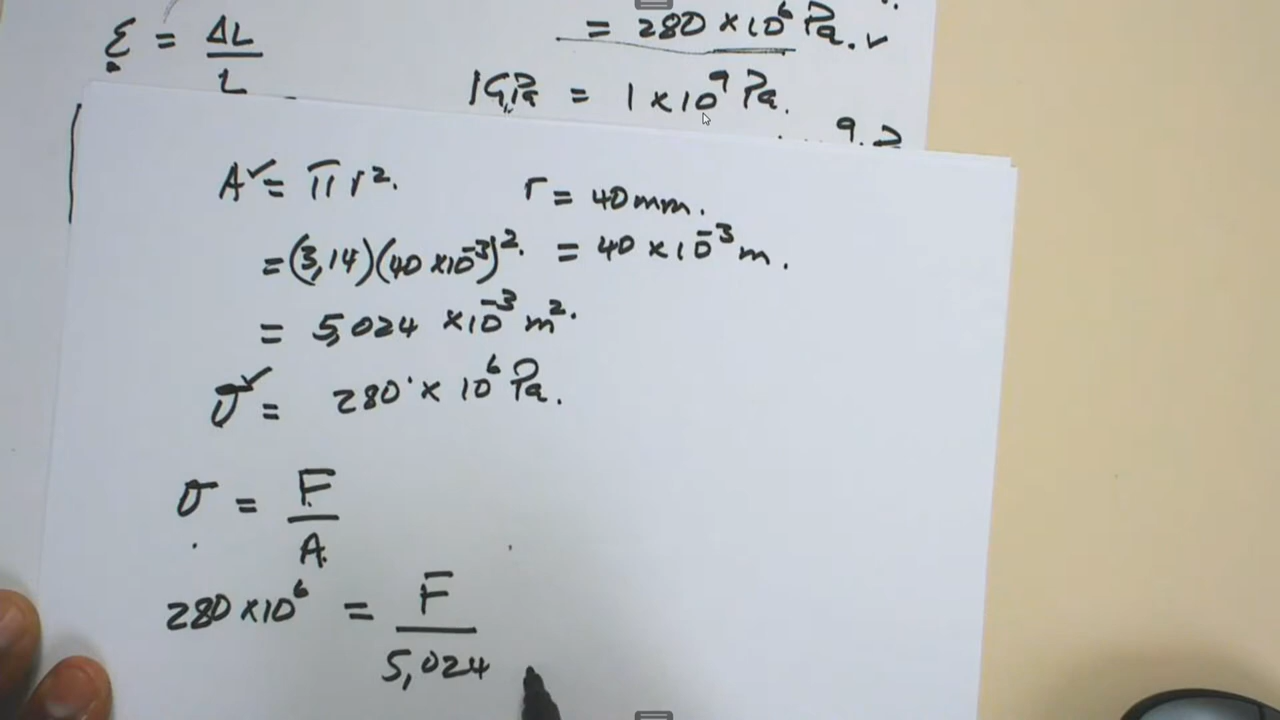 ε = ΔL / L
= 280 × 10⁶ Pa.
1GPa = 1 × 10⁹ Pa.
A = πr². r = 40mm.
= (3,14)(40 ×10⁻³)². = 40 × 10⁻³ m.
= 5,024 ×10⁻³ m².
σ = 280 × 10⁶ Pa.
σ = F / A.
280 ×10⁶ = F / 5,024